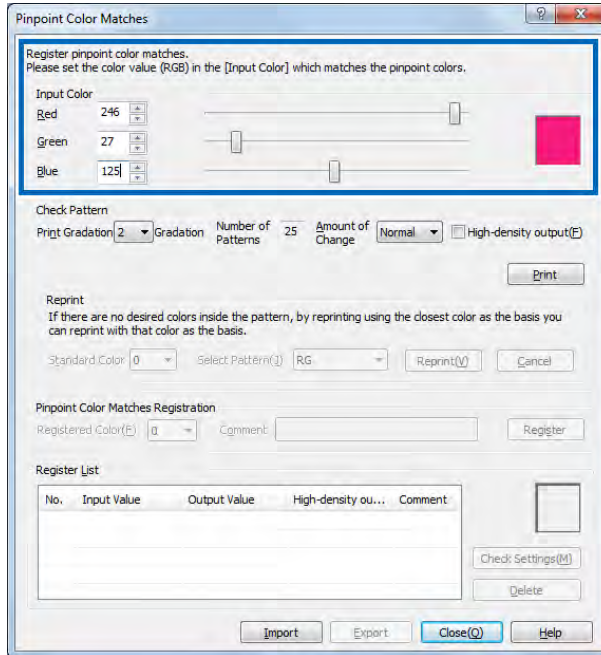 Pinpoint Color Matches
Register pinpoint color matches.
Please set the color value (RGB) in the [Input Color] which matches the pinpoint colors.
Input Color
Red 246
Green 27
Blue 125
Check Pattern
Print Gradation 2 Gradation Number of Patterns 25 Amount of Change Normal High-density output(F)
Print
Reprint
If there are no desired colors inside the pattern, by reprinting using the closest color as the basis you
can reprint with that color as the basis.
Standard Color 0 Select Pattern(J) RG Reprint(V) Cancel
Pinpoint Color Matches Registration
Registered Color(E) 0 Comment Register
Register List
No. Input Value Output Value High-density ou... Comment
Check Settings(M)
Delete
Import Export Close(O) Help